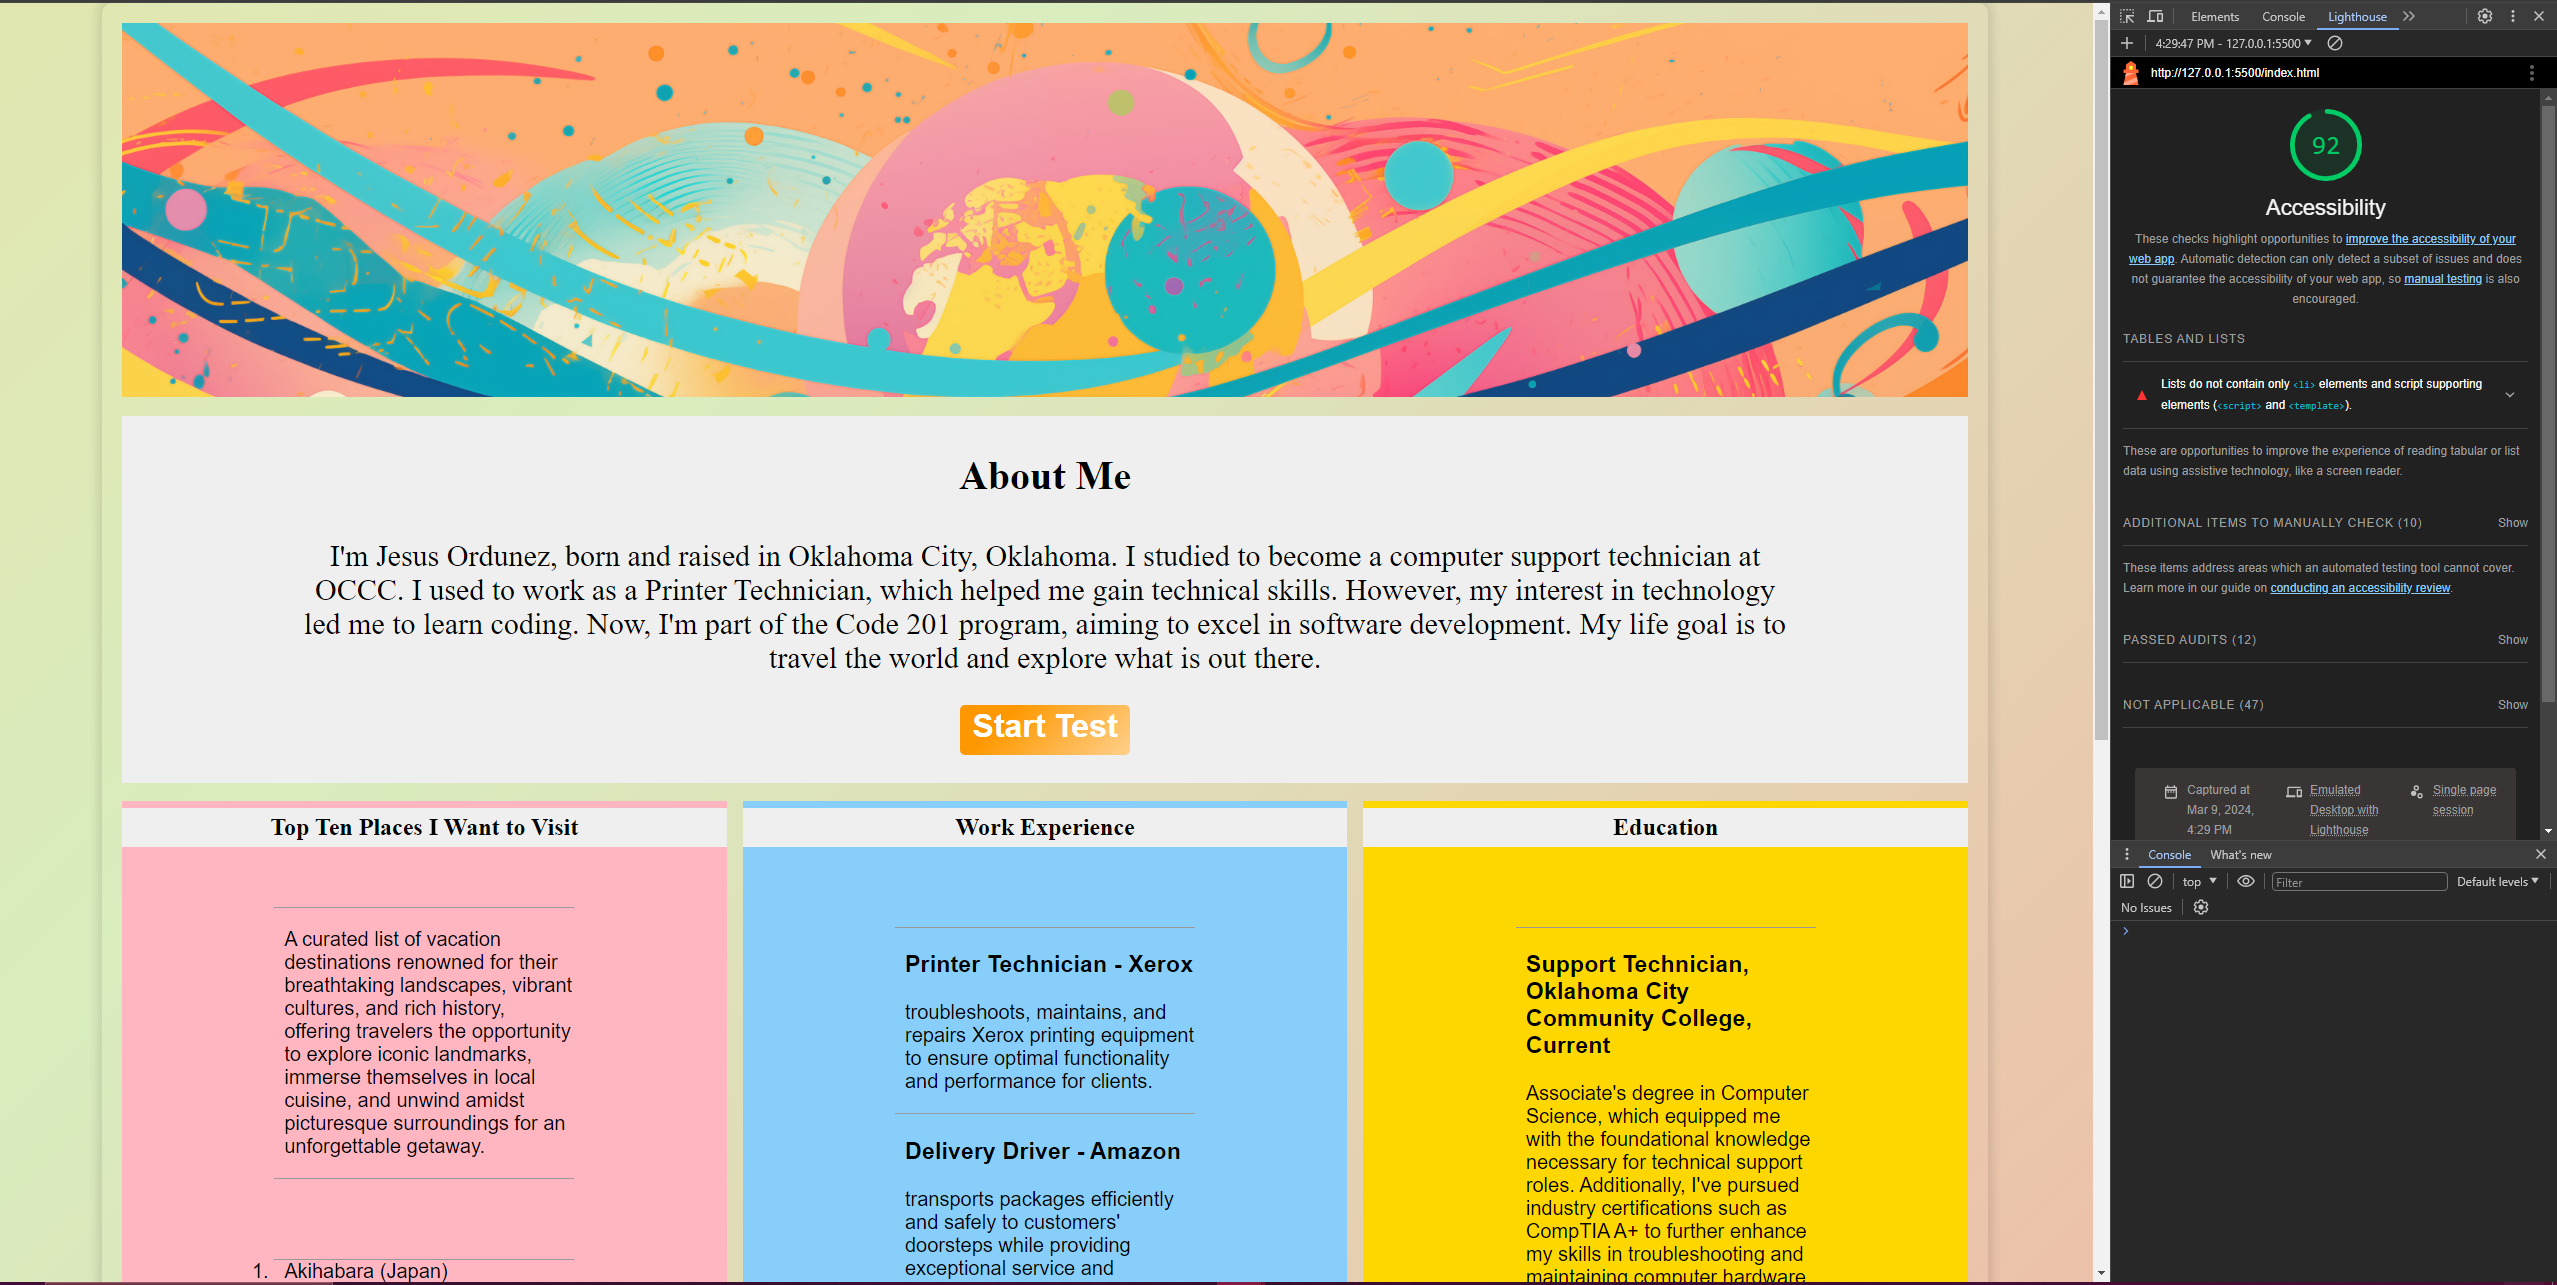 About Me
I'm Jesus Ordunez, born and raised in Oklahoma City, Oklahoma. I studied to become a computer support technician at
OCCC. I used to work as a Printer Technician, which helped me gain technical skills. However, my interest in technology
led me to learn coding. Now, I'm part of the Code 201 program, aiming to excel in software development. My life goal is to
travel the world and explore what is out there.
Start Test
Top Ten Places I Want to Visit
A curated list of vacation
destinations renowned for their
breathtaking landscapes, vibrant
cultures, and rich history,
offering travelers the opportunity
to explore iconic landmarks,
immerse themselves in local
cuisine, and unwind amidst
picturesque surroundings for an
unforgettable getaway.
1. Akihabara (Japan)
Work Experience
Printer Technician - Xerox
troubleshoots, maintains, and
repairs Xerox printing equipment
to ensure optimal functionality
and performance for clients.
Delivery Driver - Amazon
transports packages efficiently
and safely to customers'
doorsteps while providing
exceptional service and
Education
Support Technician,
Oklahoma City
Community College,
Current
Associate's degree in Computer
Science, which equipped me
with the foundational knowledge
necessary for technical support
roles. Additionally, I've pursued
industry certifications such as
CompTIA A+ to further enhance
my skills in troubleshooting and
maintaining computer hardware
Elements Console Lighthouse
4:29:47 PM - 127.0.0.1:5500
http://127.0.0.1:5500/index.html
92
Accessibility
These checks highlight opportunities to improve the accessibility of your
web app. Automatic detection can only detect a subset of issues and does
not guarantee the accessibility of your web app, so manual testing is also
encouraged.
TABLES AND LISTS
Lists do not contain only <li> elements and script supporting
elements (<script> and <template>).
These are opportunities to improve the experience of reading tabular or list
data using assistive technology, like a screen reader.
ADDITIONAL ITEMS TO MANUALLY CHECK (10) Show
These items address areas which an automated testing tool cannot cover.
Learn more in our guide on conducting an accessibility review.
PASSED AUDITS (12) Show
NOT APPLICABLE (47) Show
Captured at
Mar 9, 2024,
4:29 PM
Emulated
Desktop with
Lighthouse
Single page
session
Console What's new
top Filter Default levels
No Issues